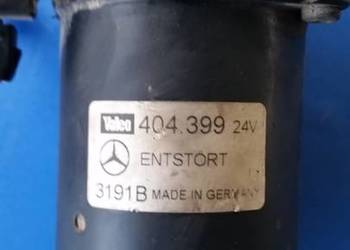 Valeo 404.399 24V
ENTSTÖRT
3191B MADE IN GERMANY